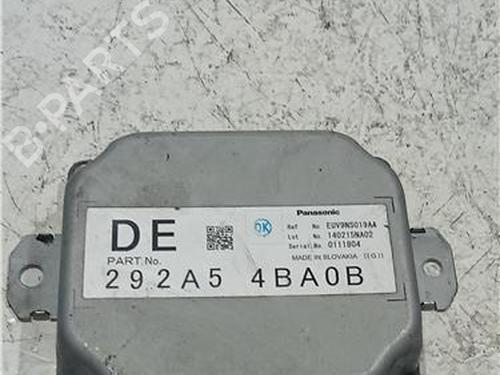 B-PARTS
Panasonic
DE
OK
Ref No EUV9NS019AA
Lot No 140215NA02
Serial No 0111804
PART No.
MADE IN SLOVAKIA
292A5 4BA0B